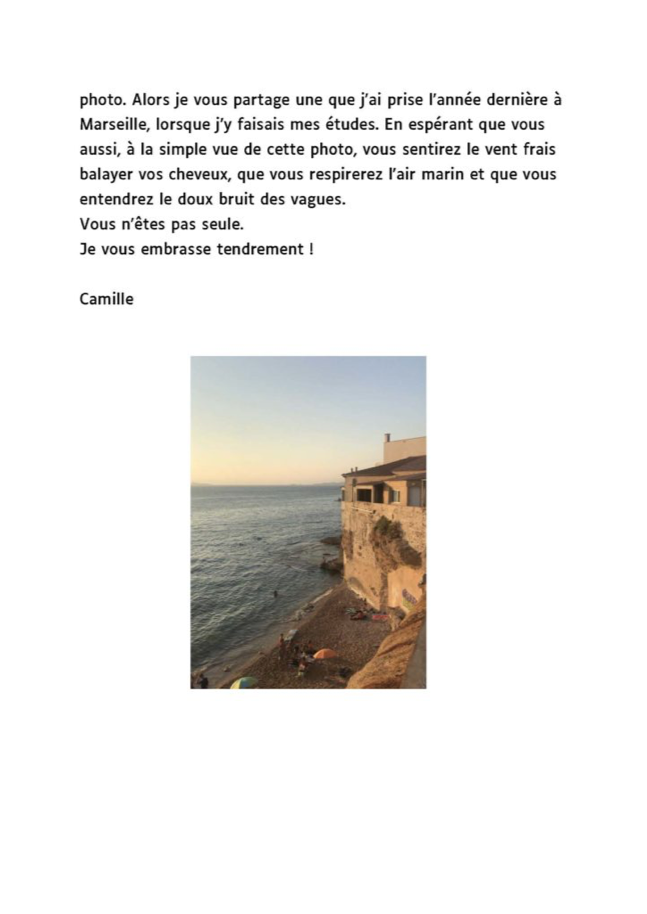 photo. Alors je vous partage une que j'ai prise l'année dernière à
Marseille, lorsque j'y faisais mes études. En espérant que vous
aussi, à la simple vue de cette photo, vous sentirez le vent frais
balayer vos cheveux, que vous respirerez l'air marin et que vous
entendrez le doux bruit des vagues.
Vous n'êtes pas seule.
Je vous embrasse tendrement !
Camille